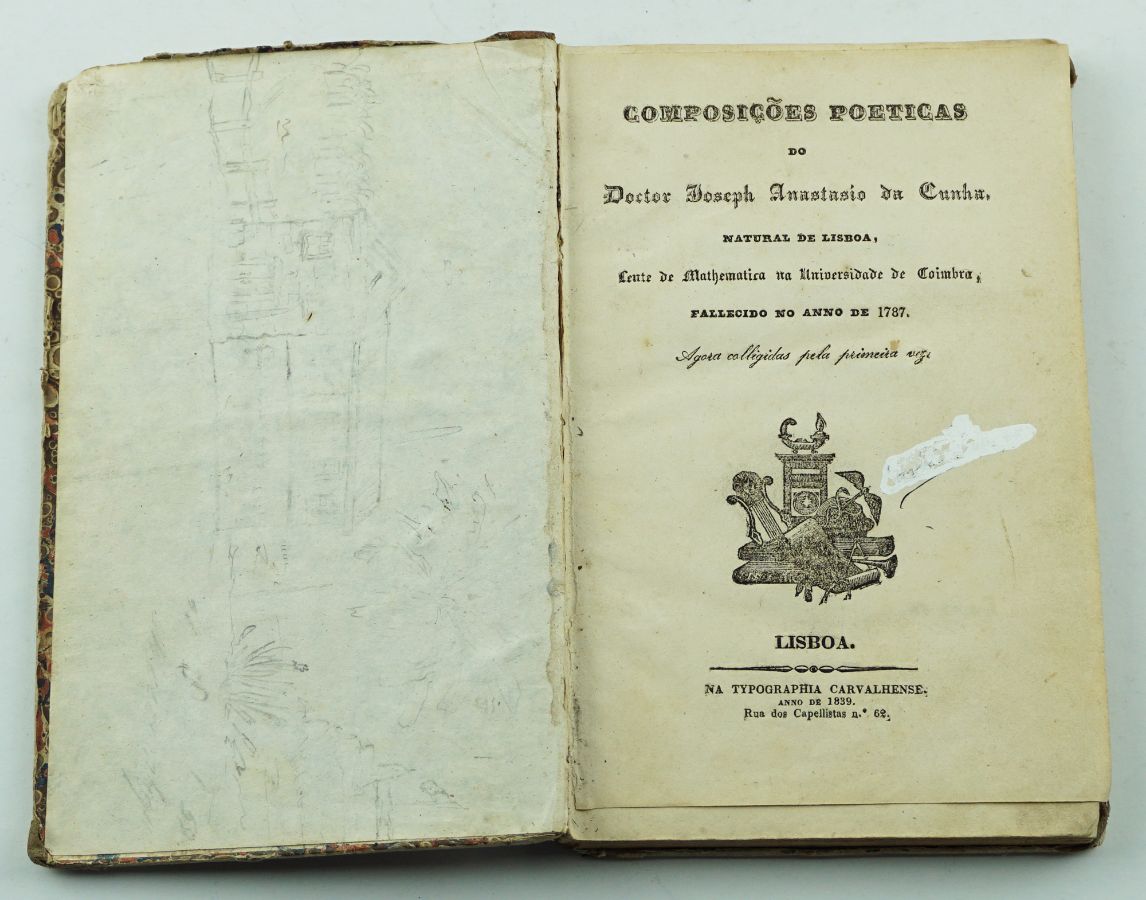 COMPOSIÇÕES POETICAS
DO
Doctor Joseph Anastasio da Cunha,
NATURAL DE LISBOA,
Lente de Mathematica na Universidade de Coimbra,
FALLECIDO NO ANNO DE 1787.
Agora colligidas pela primeira vez.
LISBOA.
NA TYPOGRAPHIA CARVALHENSE.
ANNO DE 1839.
Rua dos Capellistas n.º 62.